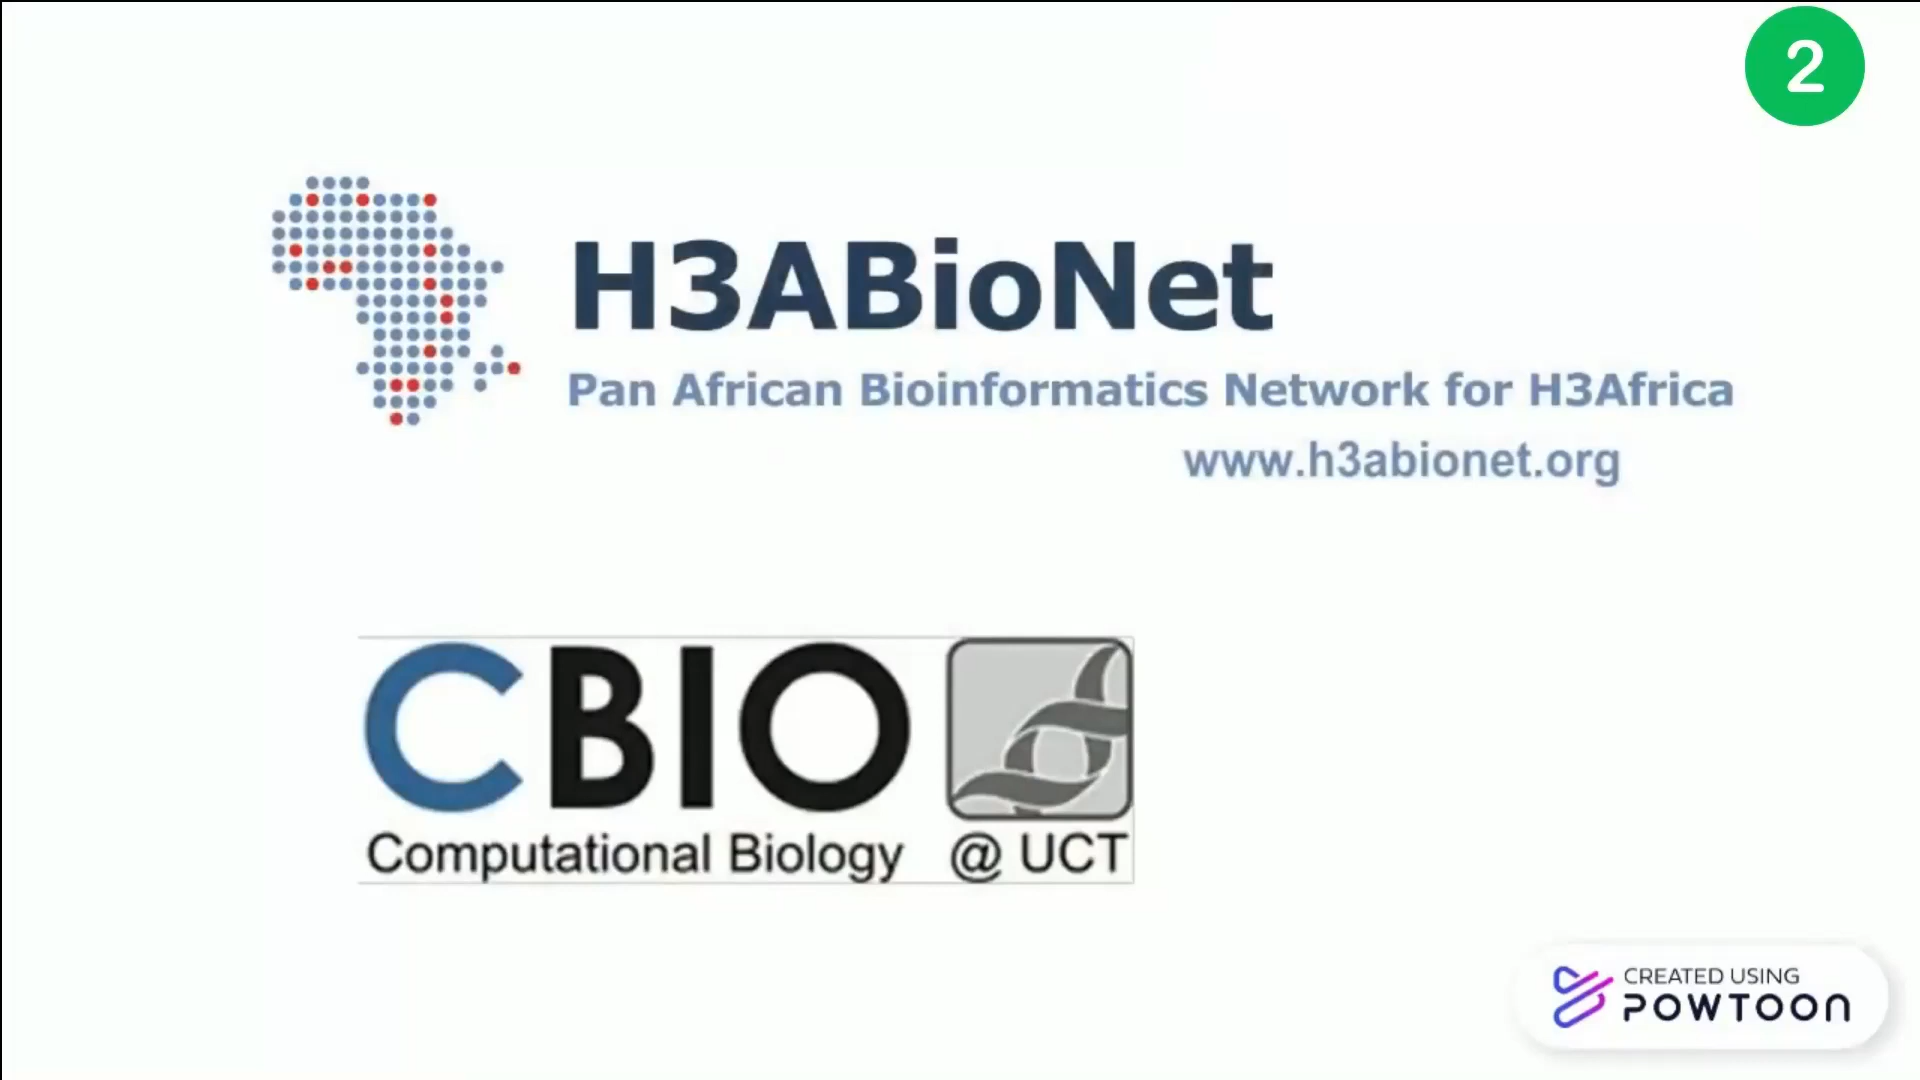 2
H3ABioNet
Pan African Bioinformatics Network for H3Africa
www.h3abionet.org
CBIO
Computational Biology @ UCT
CREATED USING
POWTOON